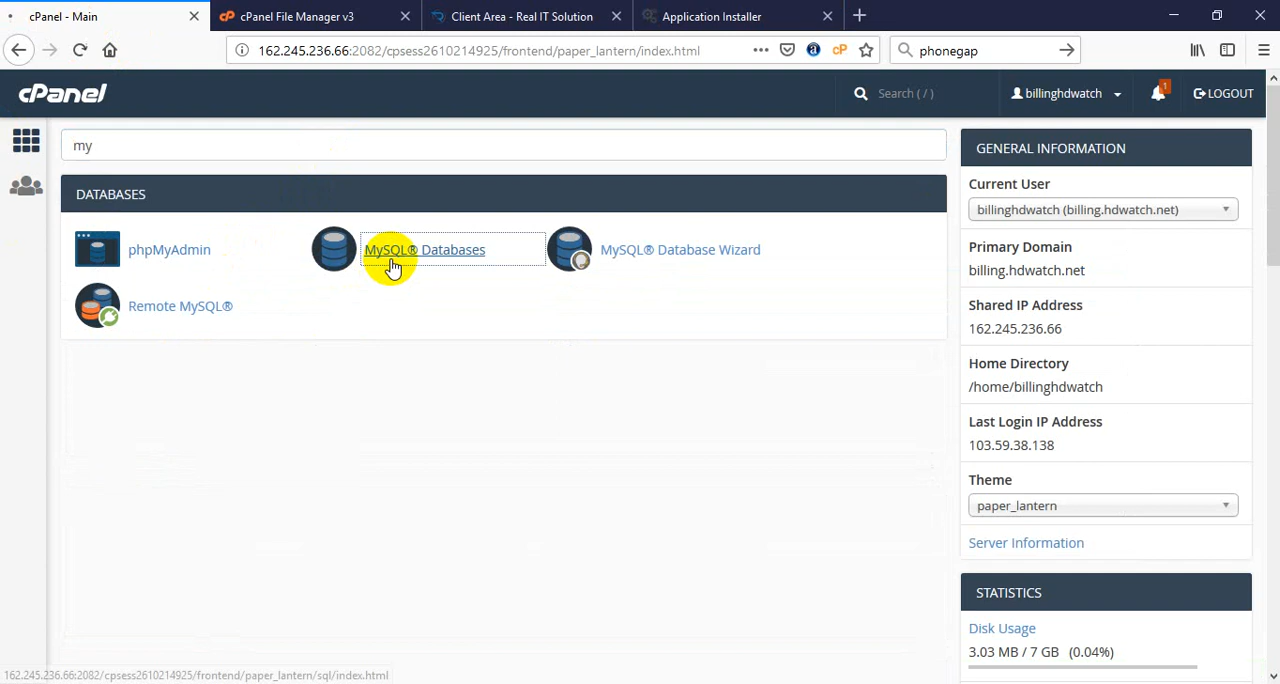 cPanel - Main
cPanel File Manager v3
Client Area - Real IT Solution
Application Installer
162.245.236.66:2082/cpsess2610214925/frontend/paper_lantern/index.html
phonegap
cPanel
Search ( / )
billinghdwatch
1
LOGOUT
my
DATABASES
phpMyAdmin
MySQL® Databases
MySQL® Database Wizard
Remote MySQL®
GENERAL INFORMATION
Current User
billinghdwatch (billing.hdwatch.net)
Primary Domain
billing.hdwatch.net
Shared IP Address
162.245.236.66
Home Directory
/home/billinghdwatch
Last Login IP Address
103.59.38.138
Theme
paper_lantern
Server Information
STATISTICS
Disk Usage
3.03 MB / 7 GB (0.04%)
162.245.236.66:2082/cpsess2610214925/frontend/paper_lantern/sql/index.html